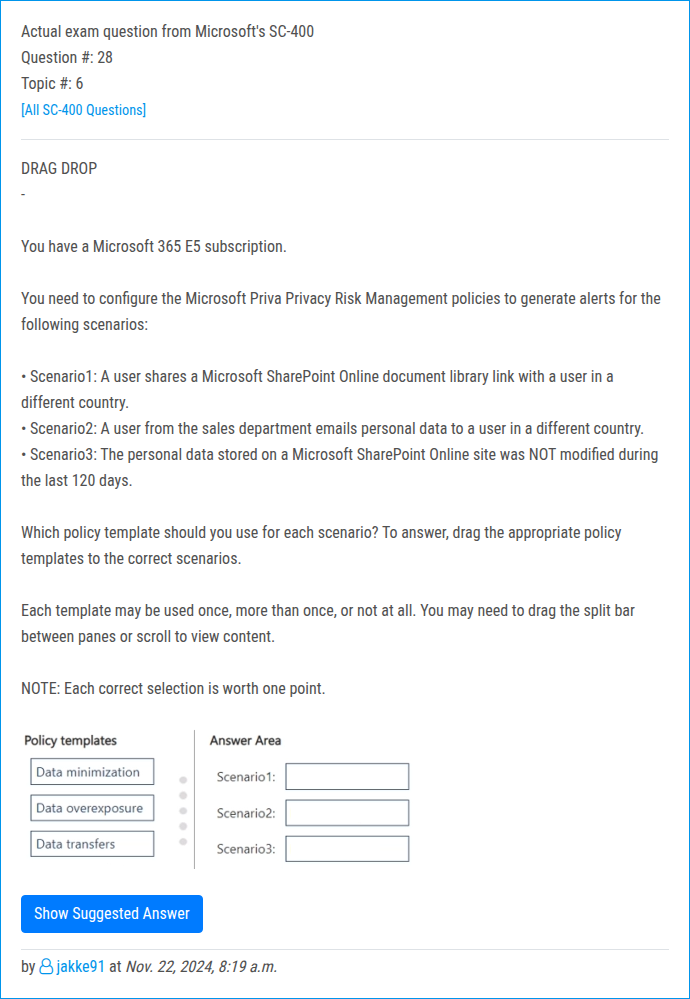 Actual exam question from Microsoft's SC-400
Question #: 28
Topic #: 6
[All SC-400 Questions]
DRAG DROP
-
You have a Microsoft 365 E5 subscription.
You need to configure the Microsoft Priva Privacy Risk Management policies to generate alerts for the
following scenarios:
• Scenario1: A user shares a Microsoft SharePoint Online document library link with a user in a
different country.
• Scenario2: A user from the sales department emails personal data to a user in a different country.
• Scenario3: The personal data stored on a Microsoft SharePoint Online site was NOT modified during
the last 120 days.
Which policy template should you use for each scenario? To answer, drag the appropriate policy
templates to the correct scenarios.
Each template may be used once, more than once, or not at all. You may need to drag the split bar
between panes or scroll to view content.
NOTE: Each correct selection is worth one point.
Policy templates
Data minimization
Data overexposure
Data transfers
Answer Area
Scenario1:
Scenario2:
Scenario3:
Show Suggested Answer
by jakke91 at Nov. 22, 2024, 8:19 a.m.